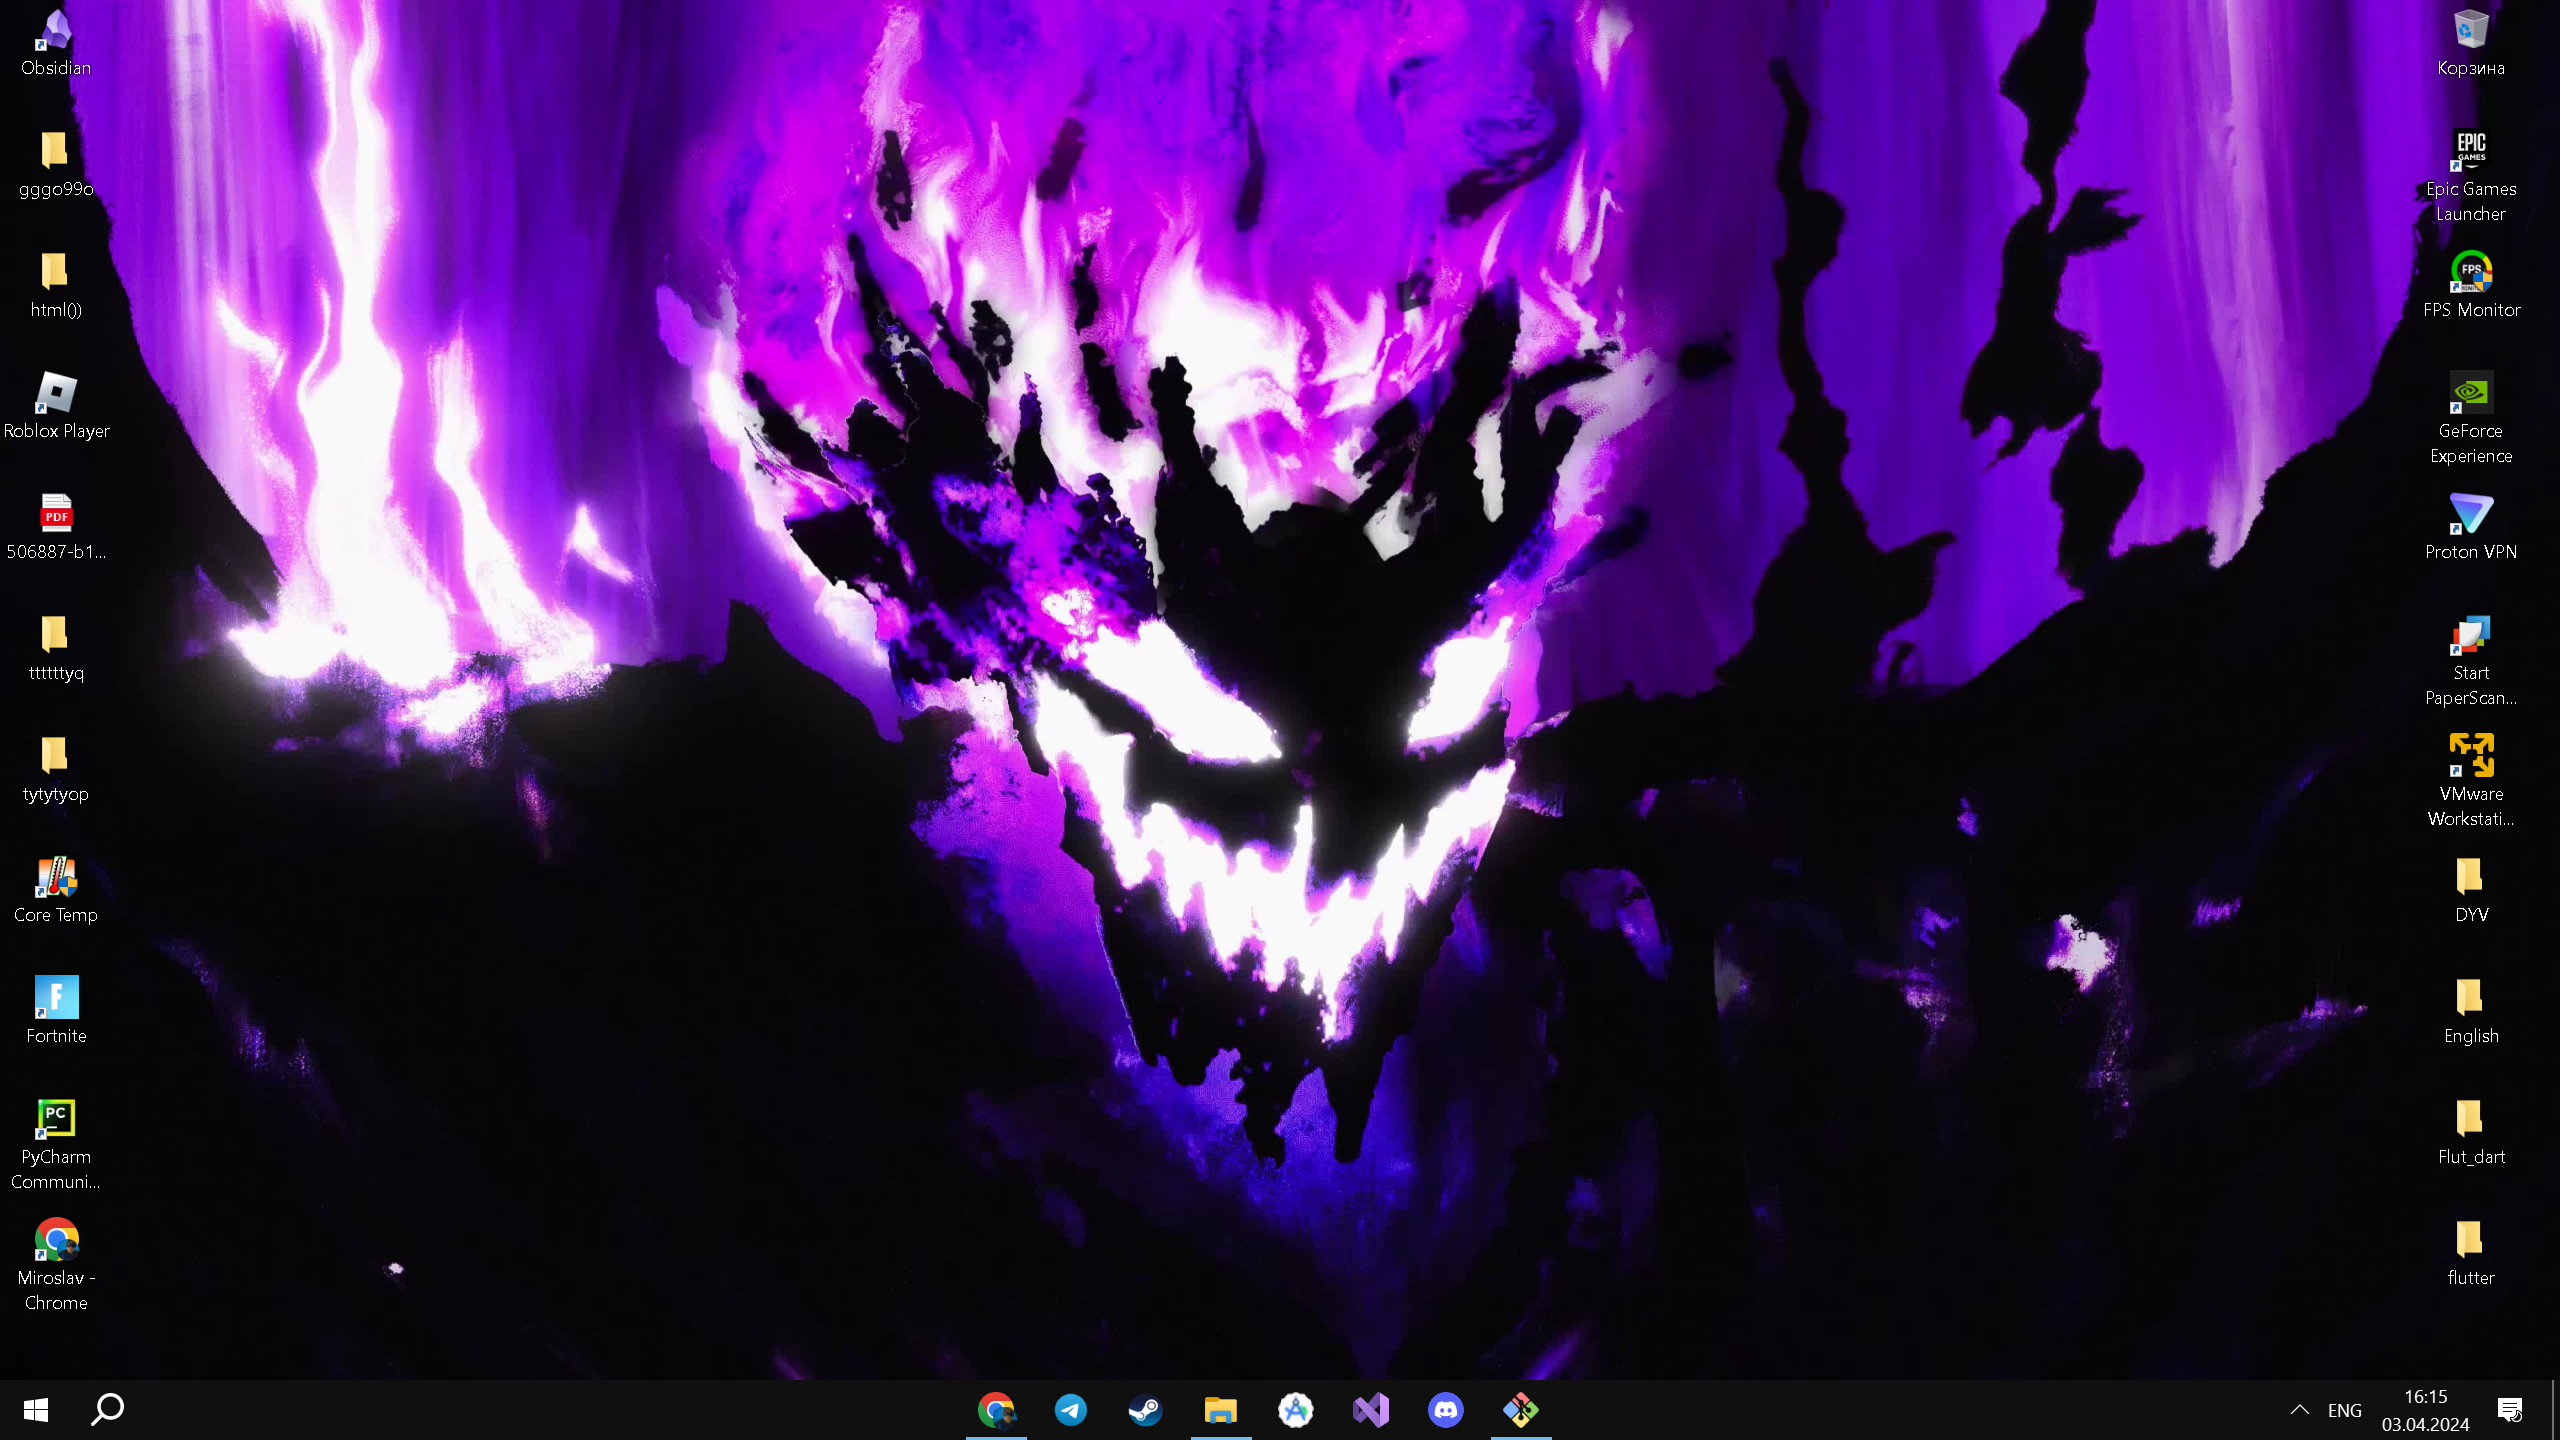 Obsidian
gggo99o
html())
Roblox Player
PDF
506887-b1...
ttttttyq
tytytyop
Core Temp
F
Fortnite
PC
PyCharm
Communi...
Miroslav -
Chrome
Корзина
EPIC
GAMES
Epic Games
Launcher
FPS
FPS Monitor
GeForce
Experience
Proton VPN
Start
PaperScan...
VMware
Workstati...
DYV
English
Flut_dart
flutter
ENG
16:15
03.04.2024